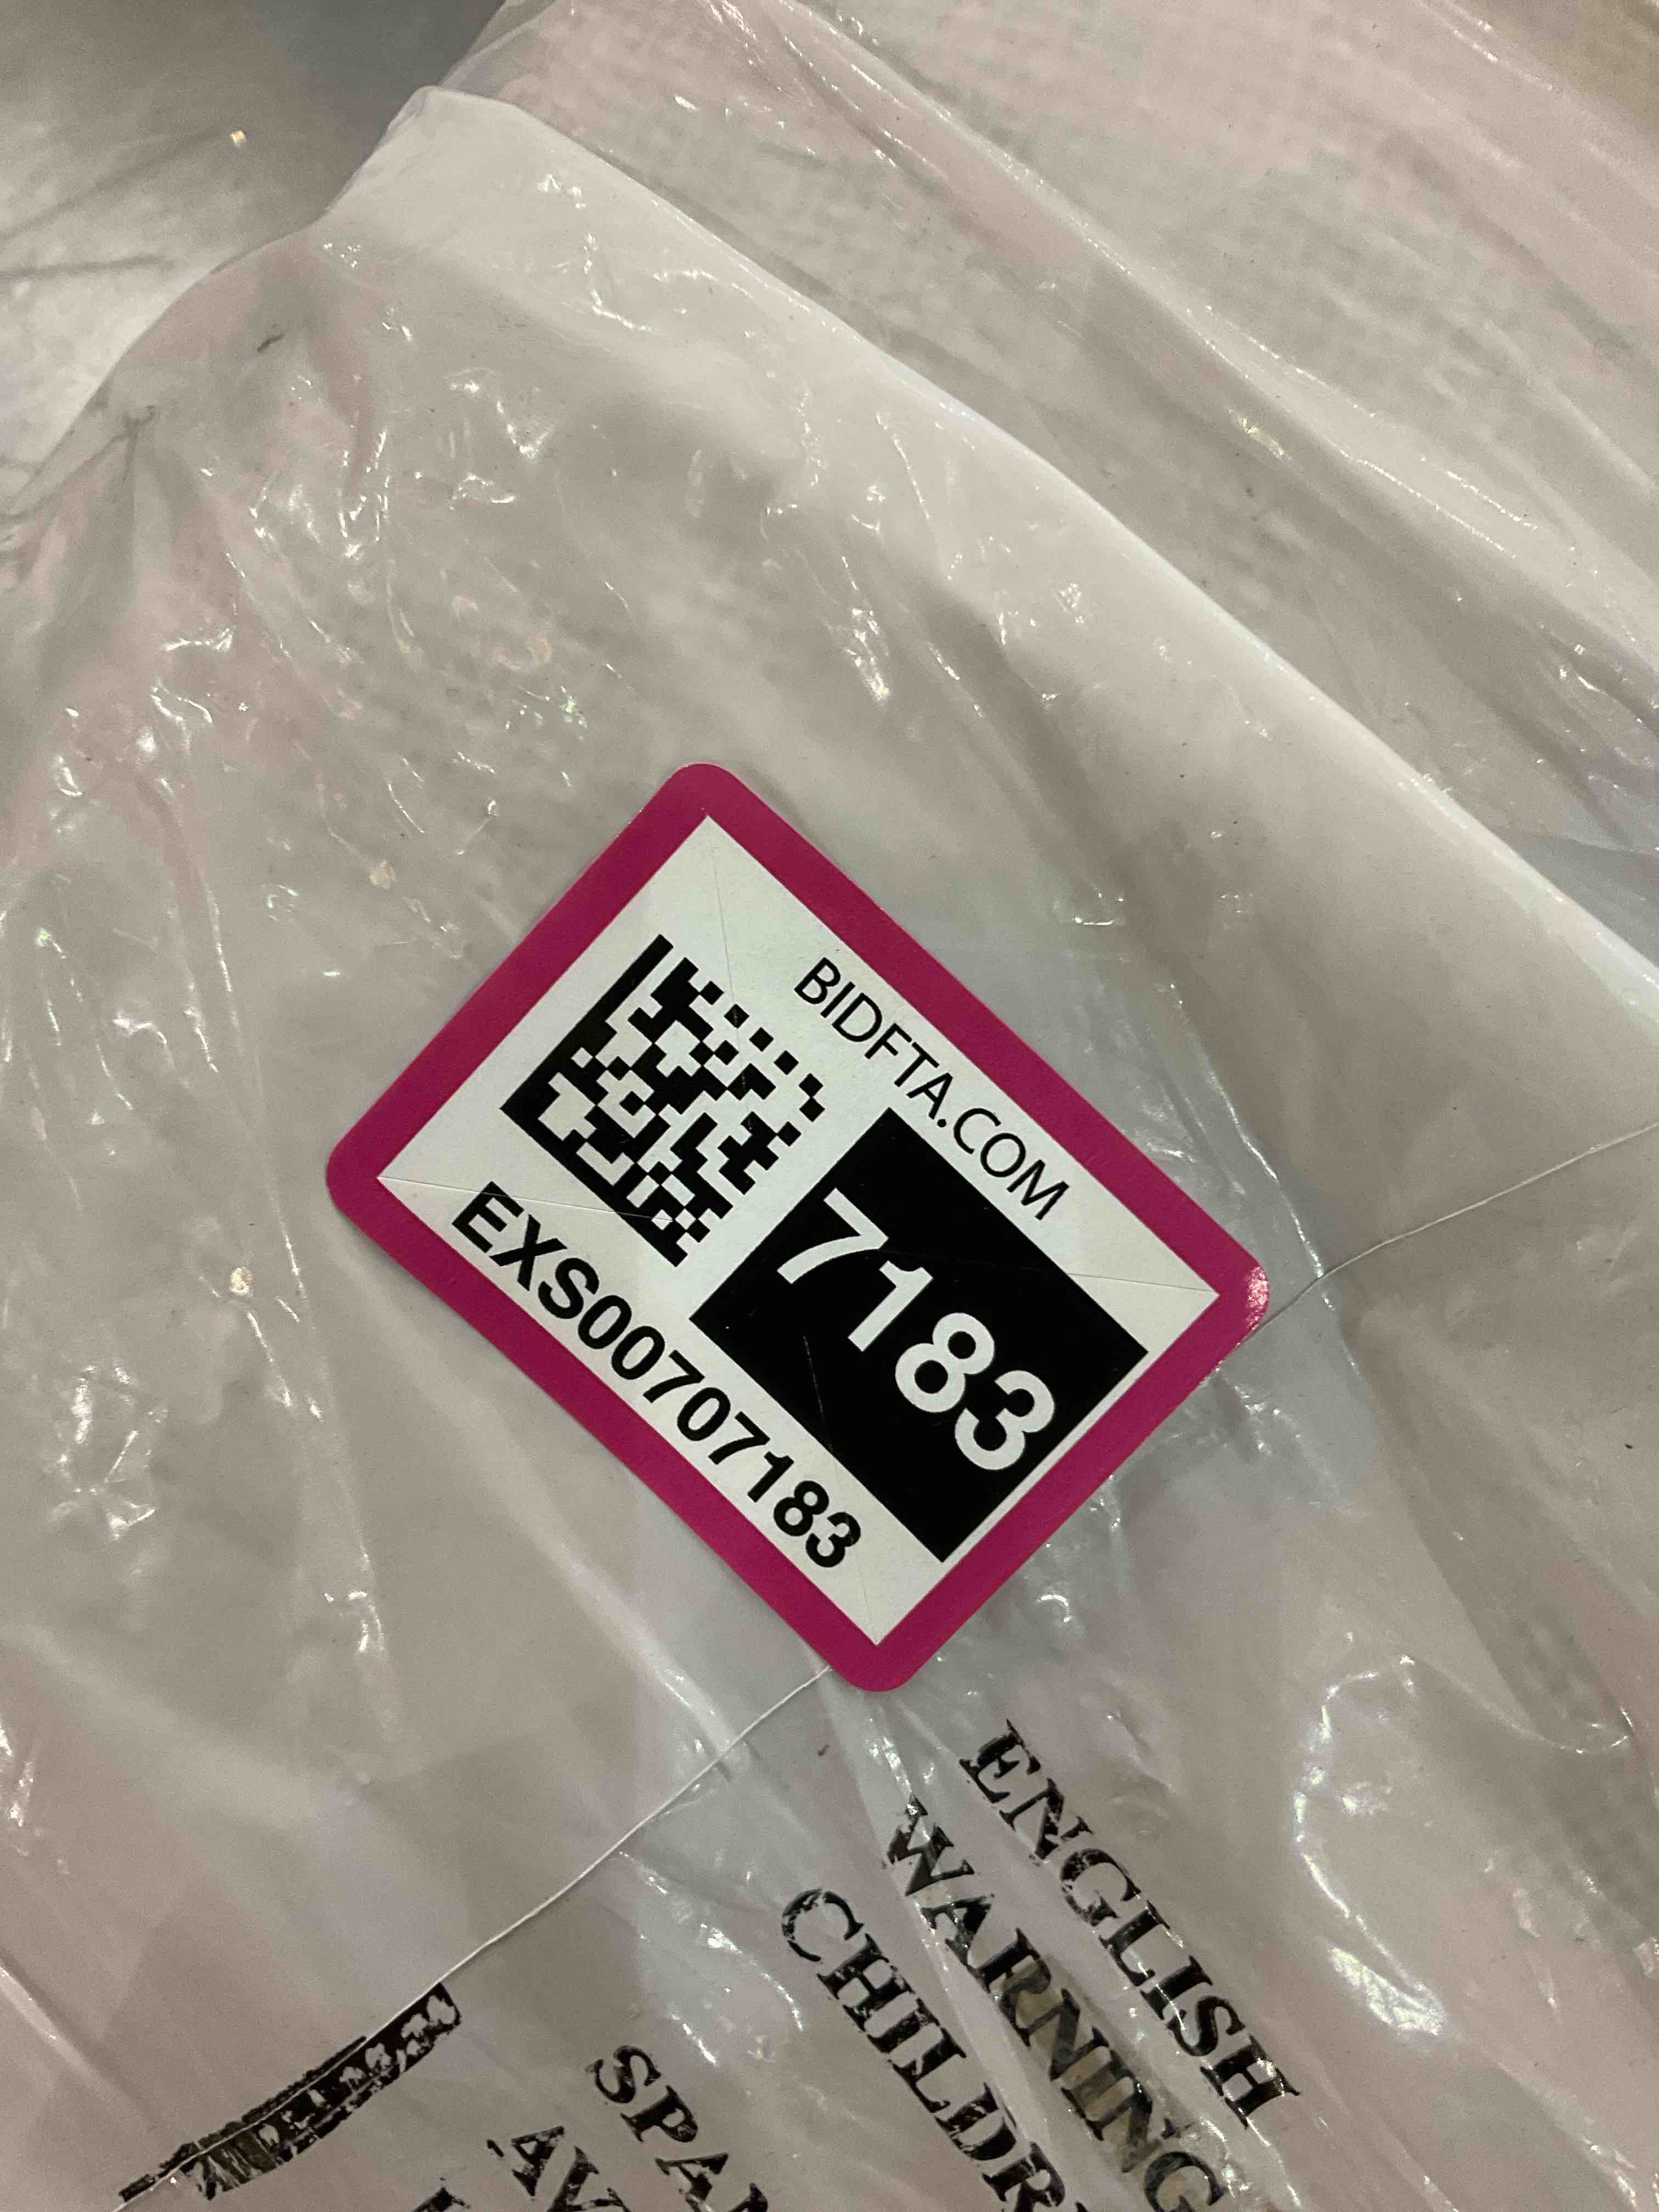 BIDFTA.COM
7183
EXS00707183
ENGLISH
WARNING